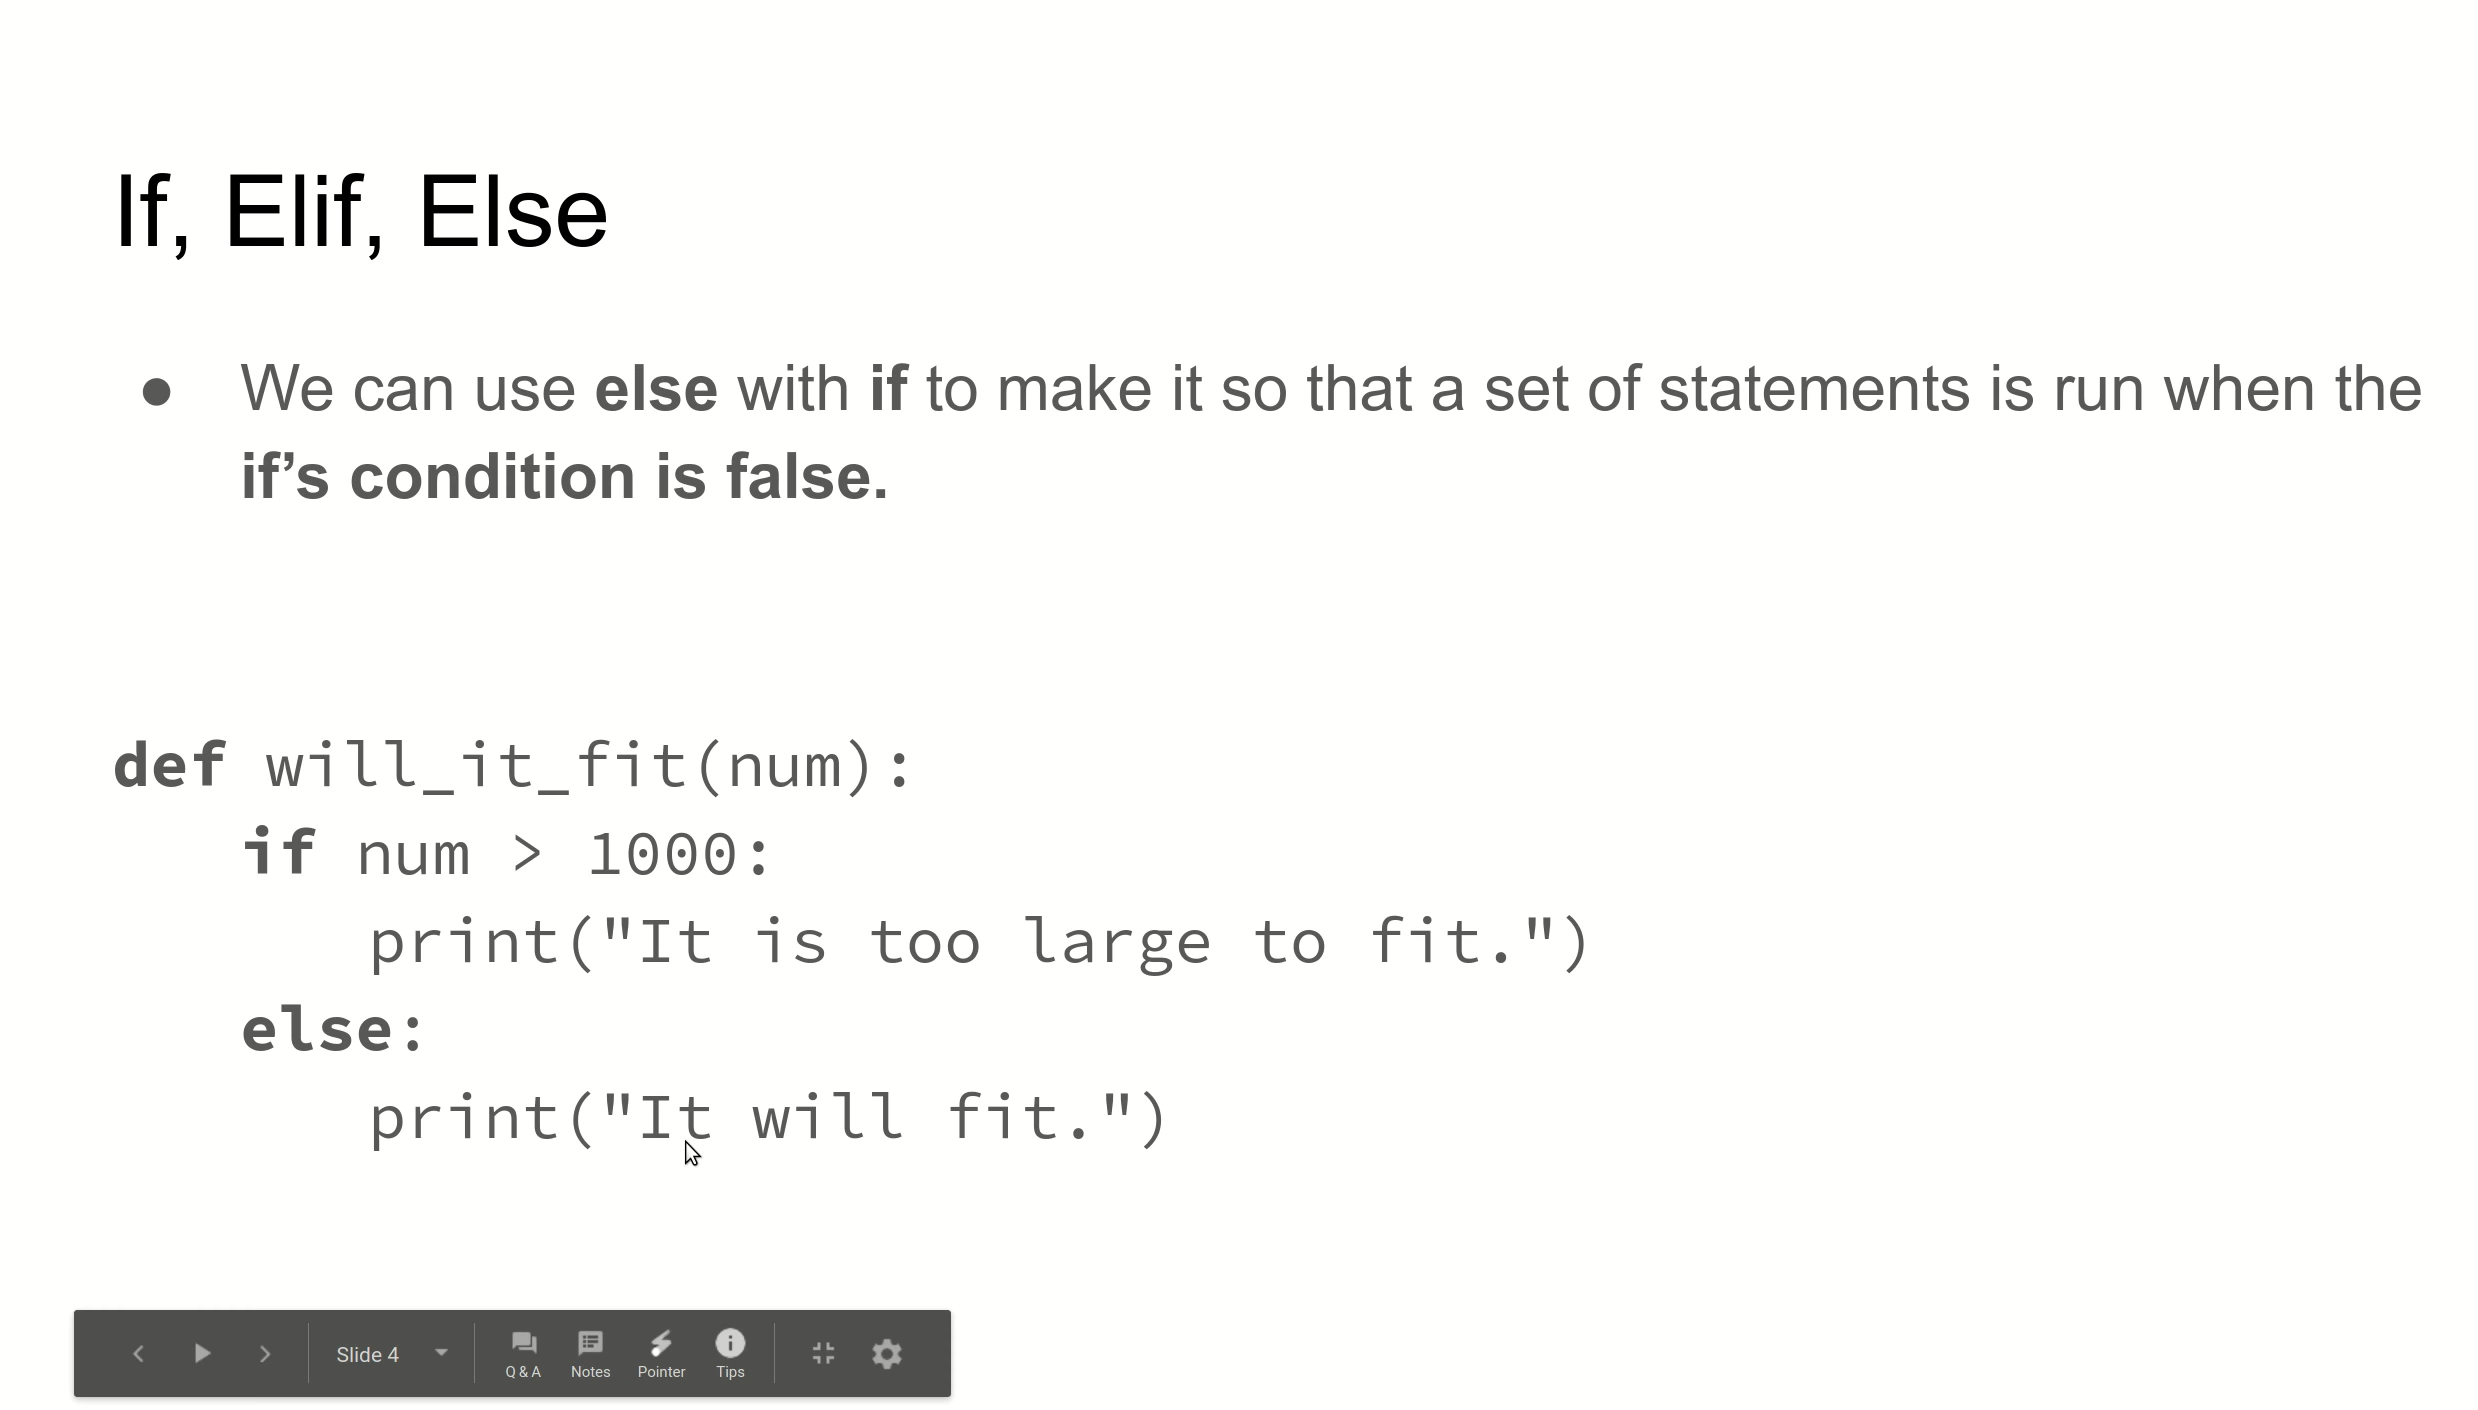 If, Elif, Else
● We can use else with if to make it so that a set of statements is run when the
if’s condition is false.
def will_it_fit(num):
    if num > 1000:
        print("It is too large to fit.")
    else:
        print("It will fit.")
Slide 4
Q & A Notes Pointer Tips